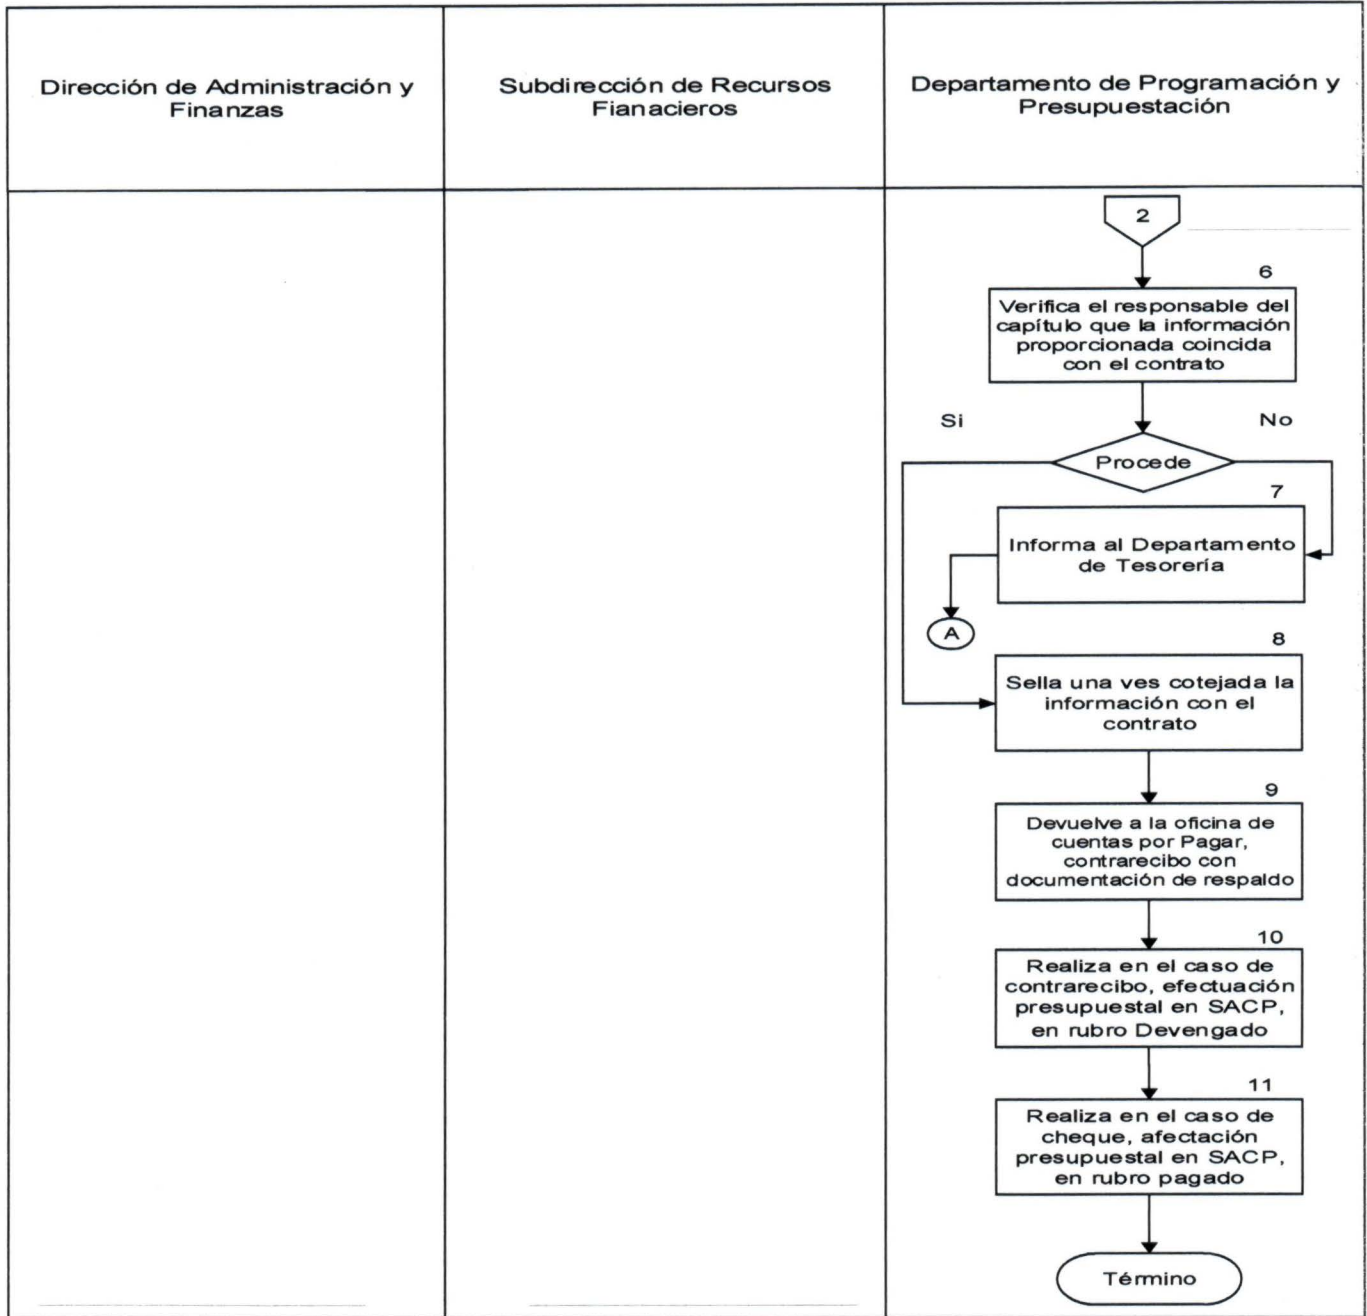 Dirección de Administración y
Finanzas
Subdirección de Recursos
Fianacieros
Departamento de Programación y
Presupuestación
2
6
Verifica el responsable del
capítulo que la información
proporcionada coincida
con el contrato
Si
No
Procede
7
Informa al Departamento
de Tesorería
A
8
Sella una ves cotejada la
información con el
contrato
9
Devuelve a la oficina de
cuentas por Pagar,
contrarecibo con
documentación de respaldo
10
Realiza en el caso de
contrarecibo, efectuación
presupuestal en SACP,
en rubro Devengado
11
Realiza en el caso de
cheque, afectación
presupuestal en SACP,
en rubro pagado
Término